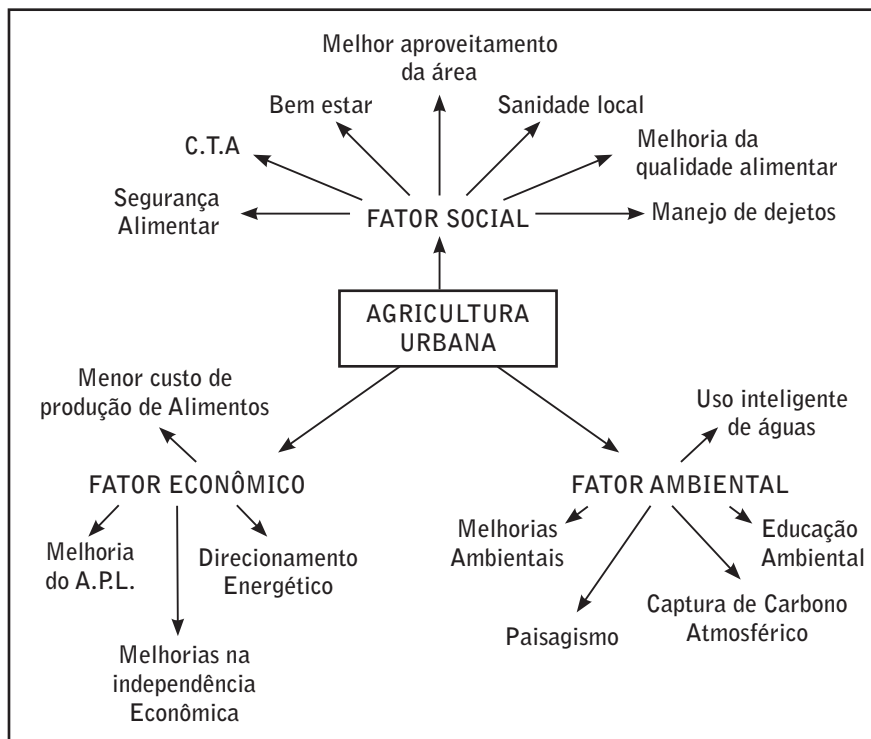 Melhor aproveitamento
da área
Bem estar
Sanidade local
C.T.A
Melhoria da
qualidade alimentar
Segurança
Alimentar
FATOR SOCIAL
Manejo de dejetos
AGRICULTURA
URBANA
Menor custo de
produção de Alimentos
Uso inteligente
de águas
FATOR ECONÔMICO
FATOR AMBIENTAL
Melhoria
do A.P.L.
Direcionamento
Energético
Melhorias
Ambientais
Educação
Ambiental
Melhorias na
independência
Econômica
Paisagismo
Captura de Carbono
Atmosférico